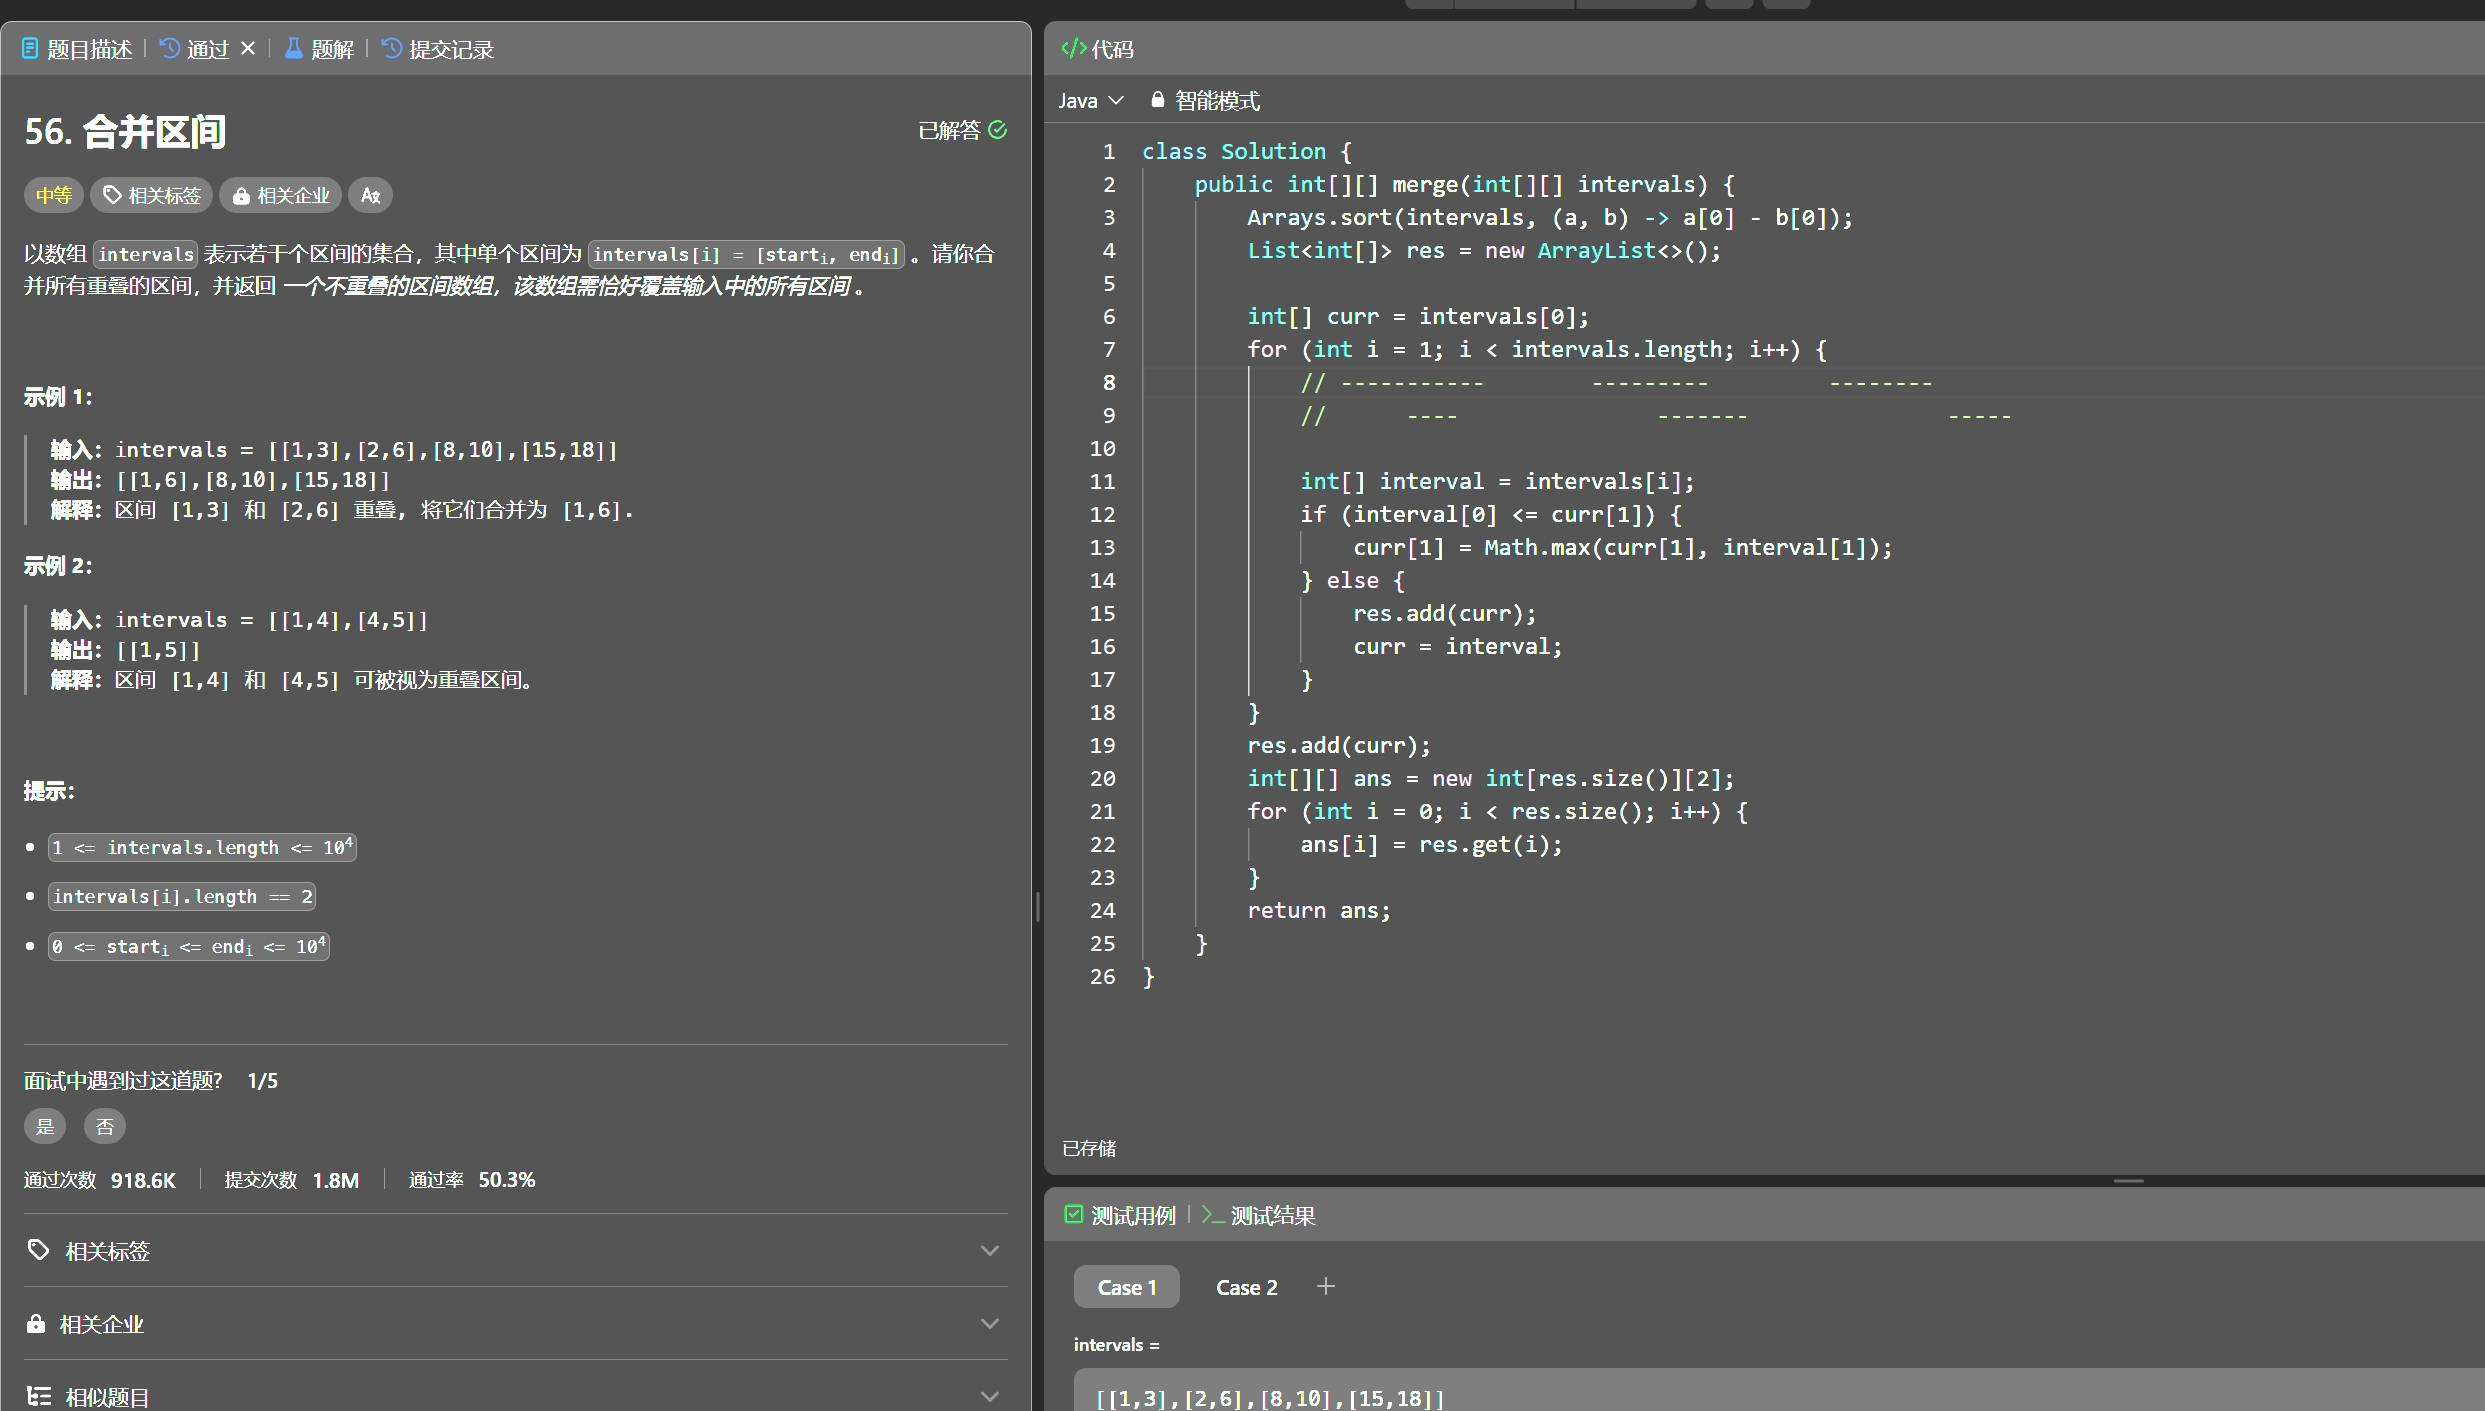 题目描述 | 通过 | 题解 | 提交记录
56. 合并区间
已解答
中等 相关标签 相关企业
以数组 intervals 表示若干个区间的集合，其中单个区间为 intervals[i] = [starti, endi] 。请你合
并所有重叠的区间，并返回 一个不重叠的区间数组，该数组需恰好覆盖输入中的所有区间 。
示例 1：
输入：intervals = [[1,3],[2,6],[8,10],[15,18]]
输出：[[1,6],[8,10],[15,18]]
解释：区间 [1,3] 和 [2,6] 重叠, 将它们合并为 [1,6].
示例 2：
输入：intervals = [[1,4],[4,5]]
输出：[[1,5]]
解释：区间 [1,4] 和 [4,5] 可被视为重叠区间。
提示：
1 <= intervals.length <= 10^4
intervals[i].length == 2
0 <= starti <= endi <= 10^4
面试中遇到过这道题? 1/5
是 否
通过次数 918.6K | 提交次数 1.8M | 通过率 50.3%
相关标签
相关企业
相似题目
</> 代码
Java 智能模式
1 class Solution {
2     public int[][] merge(int[][] intervals) {
3         Arrays.sort(intervals, (a, b) -> a[0] - b[0]);
4         List<int[]> res = new ArrayList<>();
5
6         int[] curr = intervals[0];
7         for (int i = 1; i < intervals.length; i++) {
8             // -----------        ---------         --------
9             //      ----               -------               -----
10
11             int[] interval = intervals[i];
12             if (interval[0] <= curr[1]) {
13                 curr[1] = Math.max(curr[1], interval[1]);
14             } else {
15                 res.add(curr);
16                 curr = interval;
17             }
18         }
19         res.add(curr);
20         int[][] ans = new int[res.size()][2];
21         for (int i = 0; i < res.size(); i++) {
22             ans[i] = res.get(i);
23         }
24         return ans;
25     }
26 }
已存储
测试用例 | >_ 测试结果
Case 1 Case 2 +
intervals =
[[1,3],[2,6],[8,10],[15,18]]